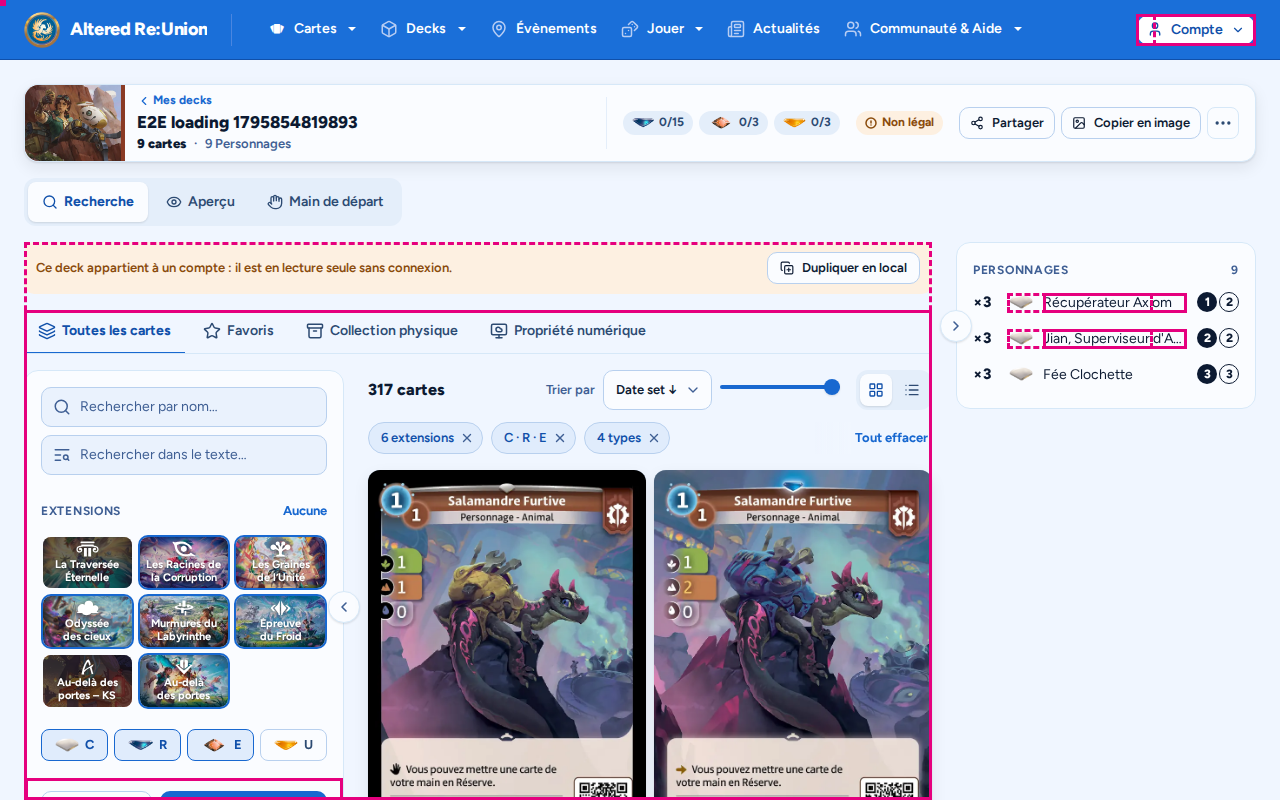 Altered Re:Union
Cartes
Decks
Évènements
Jouer
Actualités
Communauté & Aide
Compte
Mes decks
E2E loading 1795854819893
9 cartes · 9 Personnages
0/15
0/3
0/3
Non légal
Partager
Copier en image
Recherche
Aperçu
Main de départ
Ce deck appartient à un compte : il est en lecture seule sans connexion.
Dupliquer en local
PERSONNAGES 9
×3 Récupérateur Axiom 1 2
×3 Jian, Superviseur d'A... 2 2
×3 Fée Clochette 3 3
Toutes les cartes
Favoris
Collection physique
Propriété numérique
Rechercher par nom...
Rechercher dans le texte...
EXTENSIONS Aucune
La Traversée Éternelle
Les Racines de la Corruption
Les Graines de l'Unité
Odyssée des cieux
Murmures du Labyrinthe
Épreuve du Froid
Au-delà des portes – KS
Au-delà des portes
C
R
E
U
317 cartes
Trier par
Date set ↓
6 extensions
C · R · E
4 types
Tout effacer
1
1
Salamandre Furtive
Personnage - Animal
1
1
0
Vous pouvez mettre une carte de
votre main en Réserve.
1
1
Salamandre Furtive
Personnage - Animal
1
2
0
Vous pouvez mettre une carte de
votre main en Réserve.